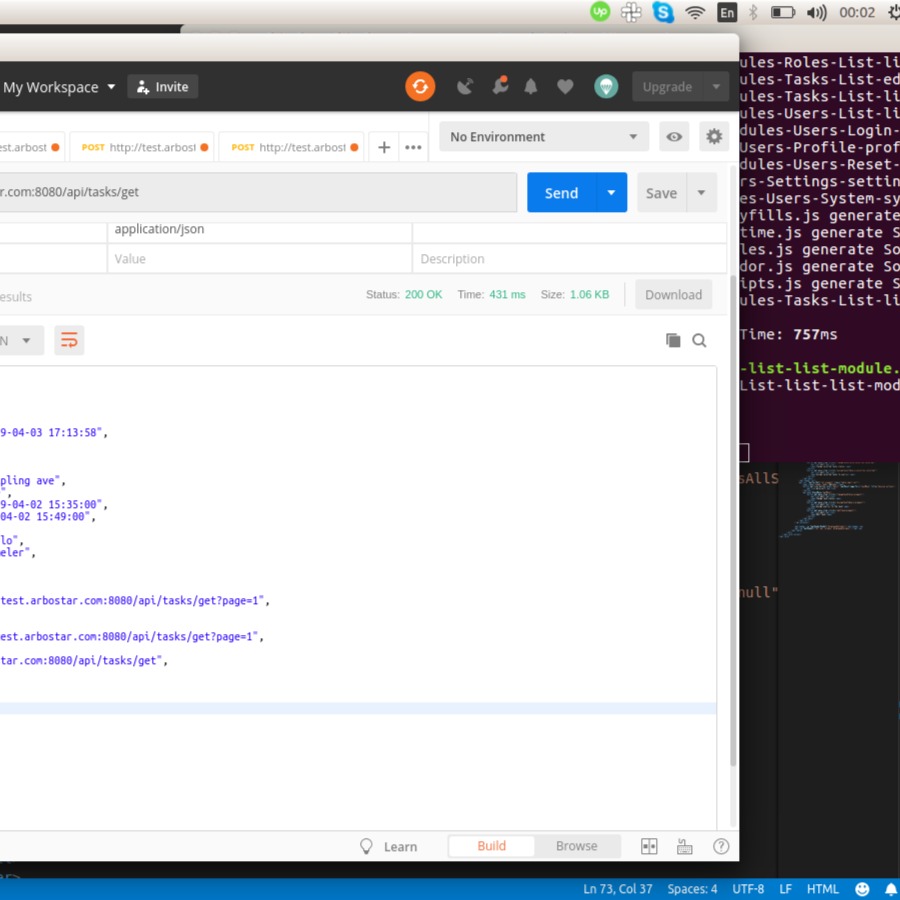 Up
En
00:02
My Workspace
Invite
Upgrade
est.arbost
POST http://test.arbost
POST http://test.arbost
No Environment
r.com:8080/api/tasks/get
Send
Save
application/json
Value
Description
esults
Status: 200 OK
Time: 431 ms
Size: 1.06 KB
Download
N
9-04-03 17:13:58",
pling ave",
",
9-04-02 15:35:00",
04-02 15:49:00",
lo",
eler",
test.arbostar.com:8080/api/tasks/get?page=1",
est.arbostar.com:8080/api/tasks/get?page=1",
tar.com:8080/api/tasks/get",
Learn
Build
Browse
ules-Roles-List-li
ules-Tasks-List-ed
ules-Tasks-List-li
ules-Users-List-li
dules-Users-Login-
Users-Profile-prof
dules-Users-Reset-
rs-Settings-settin
es-Users-System-sy
yfills.js generate
time.js generate S
les.js generate So
dor.js generate So
ipts.js generate S
ules-Tasks-List-li
Time: 757ms
-list-list-module.
List-list-list-mod
sAllS
null"
Ln 73, Col 37
Spaces: 4
UTF-8
LF
HTML